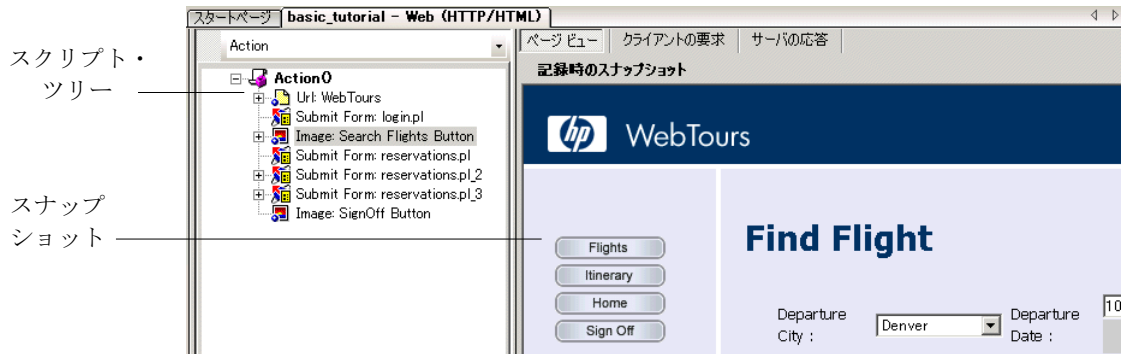 スタートページ basic_tutorial - Web (HTTP/HTML)
スクリプト・
ツリー
Action
Action()
Url: WebTours
Submit Form: login.pl
Image: Search Flights Button
Submit Form: reservations.pl
Submit Form: reservations.pl_2
Submit Form: reservations.pl_3
Image: SignOff Button
スナップ
ショット
ページ ビュー クライアントの要求 サーバの応答
記録時のスナップショット
hp WebTours
Flights
Itinerary
Home
Sign Off
Find Flight
Departure
City :
Denver
Departure
Date :
10